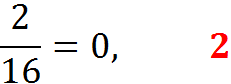 2/16 = 0, 2